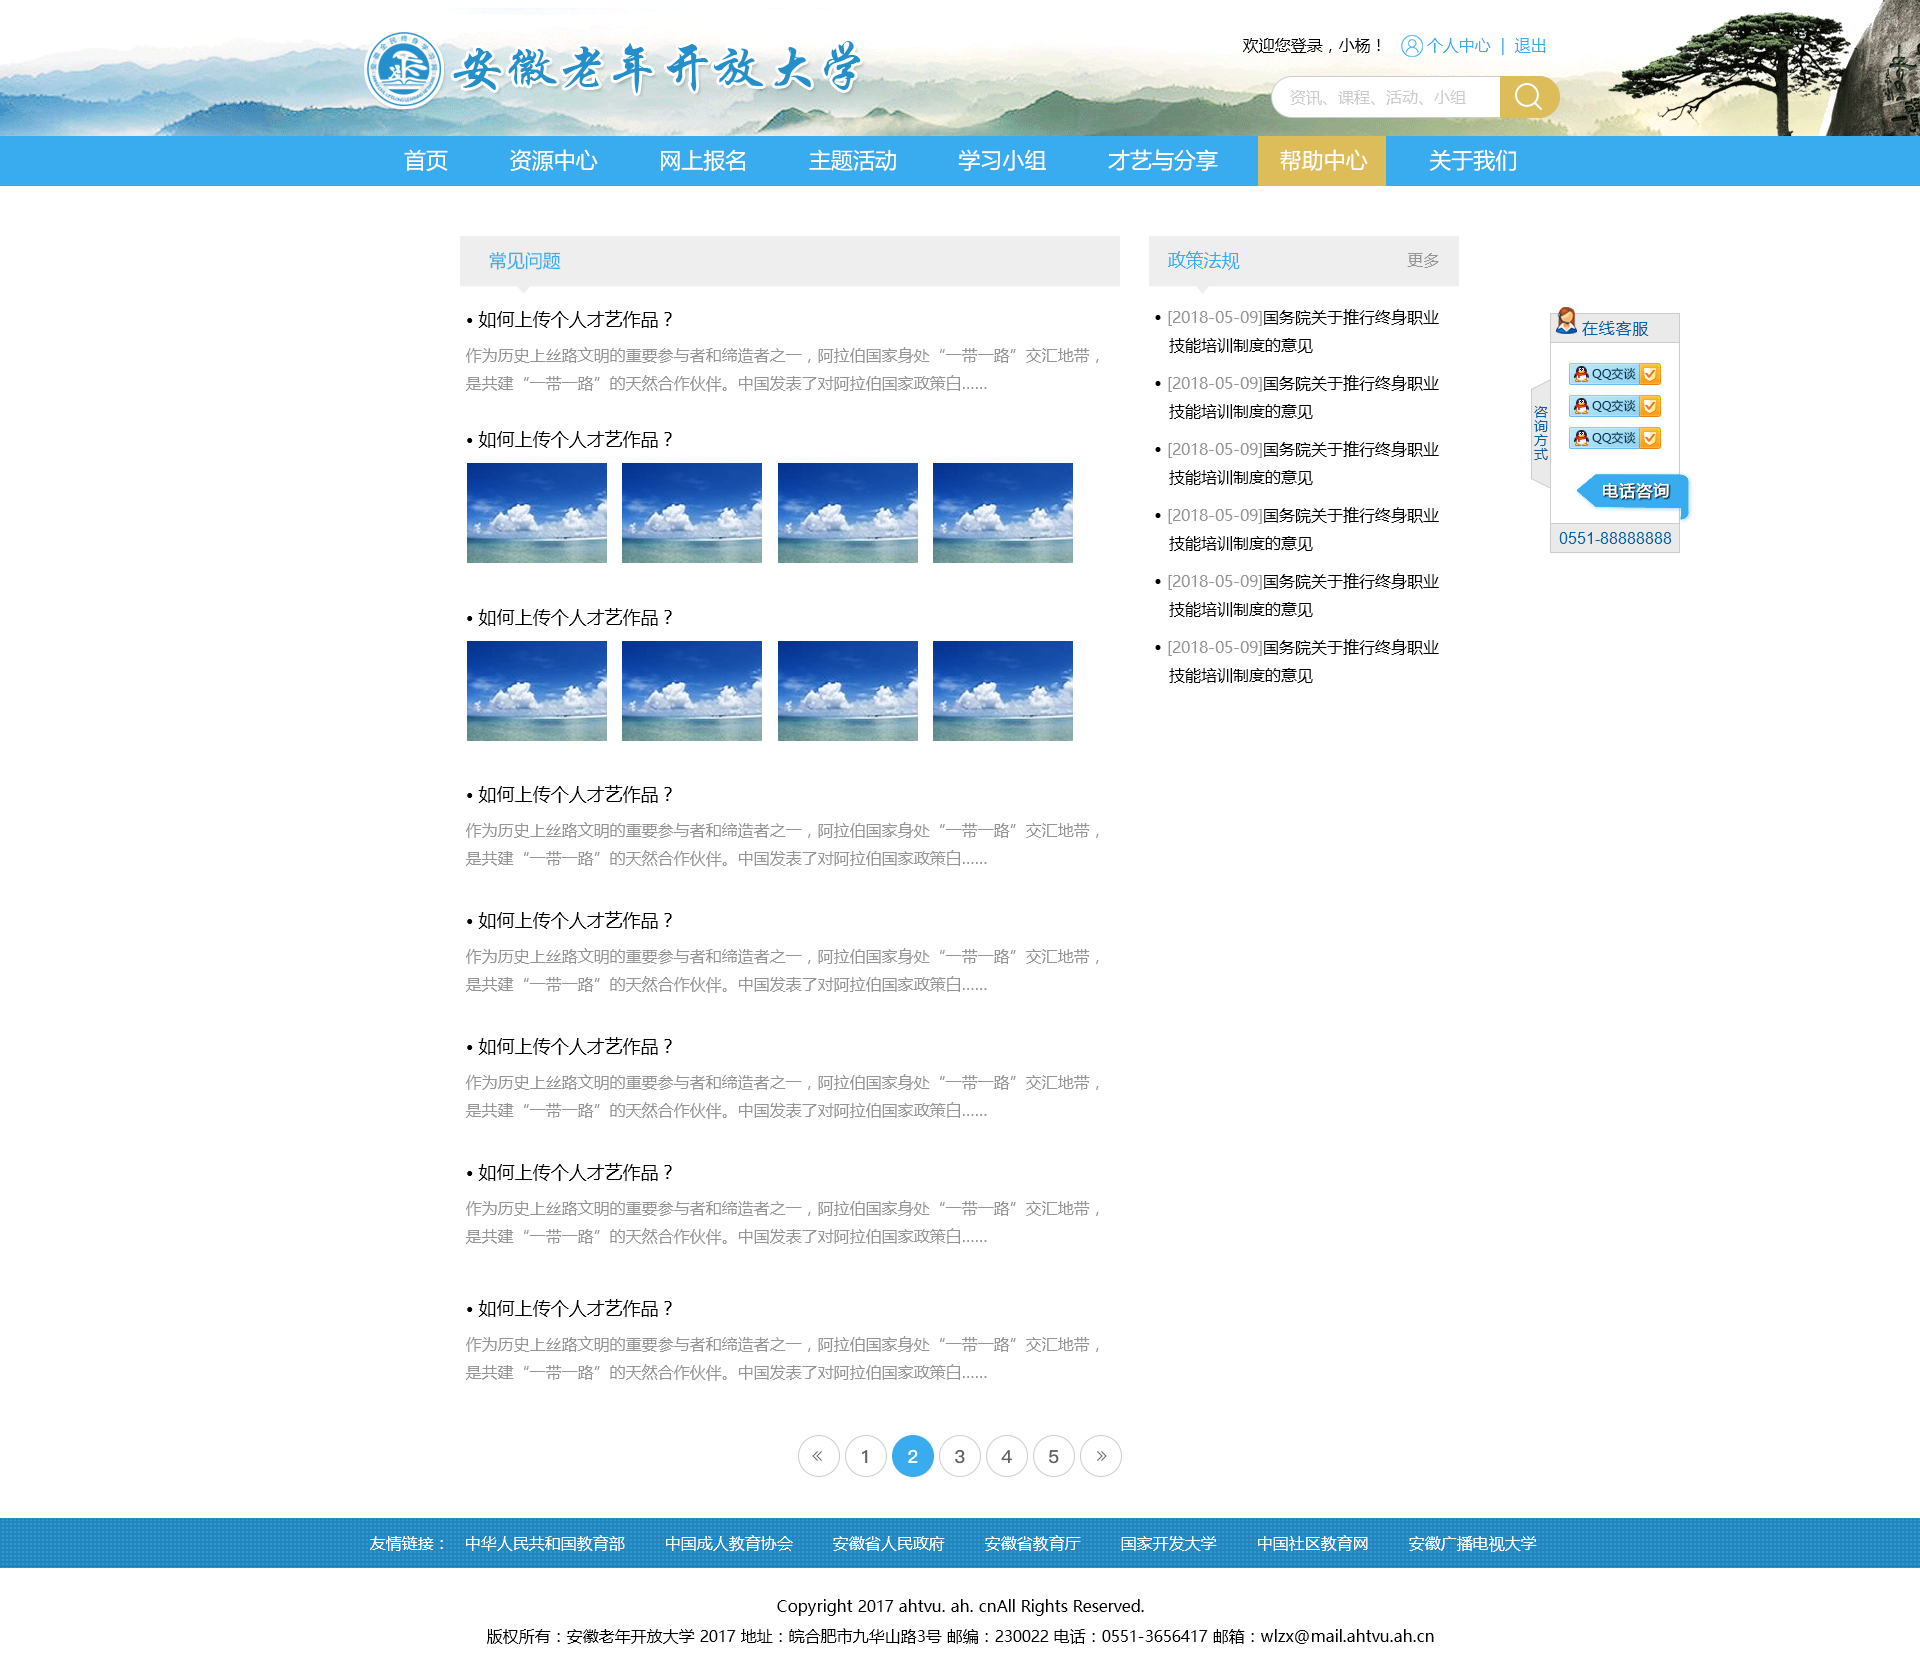 安徽老年开放大学
欢迎您登录，小杨！ 个人中心 | 退出
资讯、课程、活动、小组
首页 资源中心 网上报名 主题活动 学习小组 才艺与分享 帮助中心 关于我们
常见问题
• 如何上传个人才艺作品？
作为历史上丝路文明的重要参与者和缔造者之一，阿拉伯国家身处“一带一路”交汇地带，
是共建“一带一路”的天然合作伙伴。中国发表了对阿拉伯国家政策白......
• 如何上传个人才艺作品？
• 如何上传个人才艺作品？
• 如何上传个人才艺作品？
作为历史上丝路文明的重要参与者和缔造者之一，阿拉伯国家身处“一带一路”交汇地带，
是共建“一带一路”的天然合作伙伴。中国发表了对阿拉伯国家政策白......
• 如何上传个人才艺作品？
作为历史上丝路文明的重要参与者和缔造者之一，阿拉伯国家身处“一带一路”交汇地带，
是共建“一带一路”的天然合作伙伴。中国发表了对阿拉伯国家政策白......
• 如何上传个人才艺作品？
作为历史上丝路文明的重要参与者和缔造者之一，阿拉伯国家身处“一带一路”交汇地带，
是共建“一带一路”的天然合作伙伴。中国发表了对阿拉伯国家政策白......
• 如何上传个人才艺作品？
作为历史上丝路文明的重要参与者和缔造者之一，阿拉伯国家身处“一带一路”交汇地带，
是共建“一带一路”的天然合作伙伴。中国发表了对阿拉伯国家政策白......
• 如何上传个人才艺作品？
作为历史上丝路文明的重要参与者和缔造者之一，阿拉伯国家身处“一带一路”交汇地带，
是共建“一带一路”的天然合作伙伴。中国发表了对阿拉伯国家政策白......
政策法规 更多
• [2018-05-09]国务院关于推行终身职业
技能培训制度的意见
• [2018-05-09]国务院关于推行终身职业
技能培训制度的意见
• [2018-05-09]国务院关于推行终身职业
技能培训制度的意见
• [2018-05-09]国务院关于推行终身职业
技能培训制度的意见
• [2018-05-09]国务院关于推行终身职业
技能培训制度的意见
• [2018-05-09]国务院关于推行终身职业
技能培训制度的意见
在线客服
咨询方式
QQ交谈
QQ交谈
QQ交谈
电话咨询
0551-88888888
« 1 2 3 4 5 »
友情链接： 中华人民共和国教育部 中国成人教育协会 安徽省人民政府 安徽省教育厅 国家开发大学 中国社区教育网 安徽广播电视大学
Copyright 2017 ahtvu. ah. cnAll Rights Reserved.
版权所有：安徽老年开放大学 2017 地址：皖合肥市九华山路3号 邮编：230022 电话：0551-3656417 邮箱：wlzx@mail.ahtvu.ah.cn